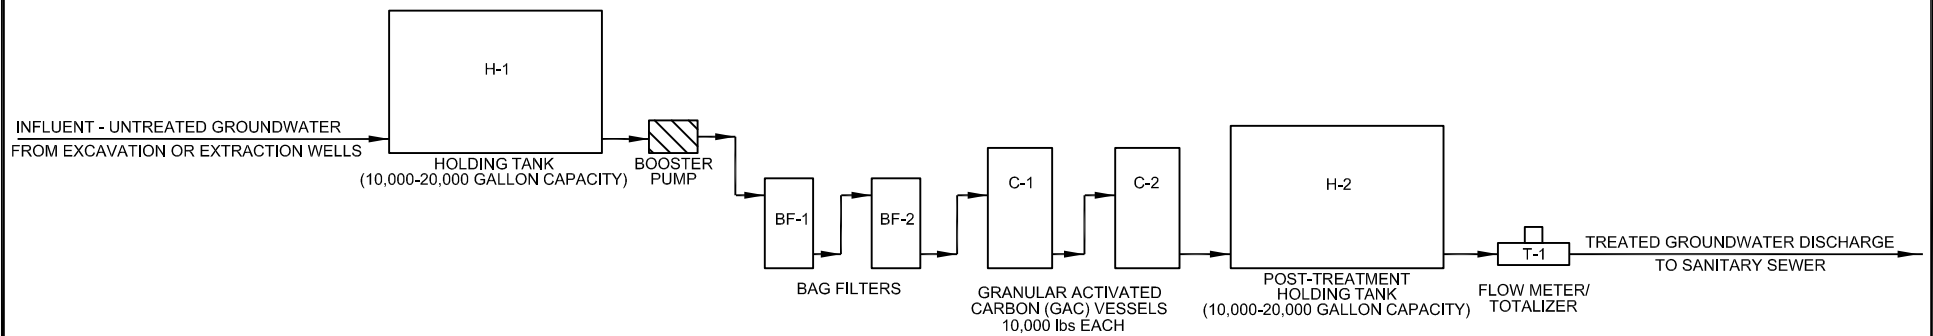 H-1
INFLUENT - UNTREATED GROUNDWATER
FROM EXCAVATION OR EXTRACTION WELLS
HOLDING TANK
(10,000-20,000 GALLON CAPACITY)
BOOSTER
PUMP
BF-1
BF-2
BAG FILTERS
C-1
C-2
GRANULAR ACTIVATED
CARBON (GAC) VESSELS
10,000 lbs EACH
H-2
POST-TREATMENT
HOLDING TANK
(10,000-20,000 GALLON CAPACITY)
T-1
FLOW METER/
TOTALIZER
TREATED GROUNDWATER DISCHARGE
TO SANITARY SEWER